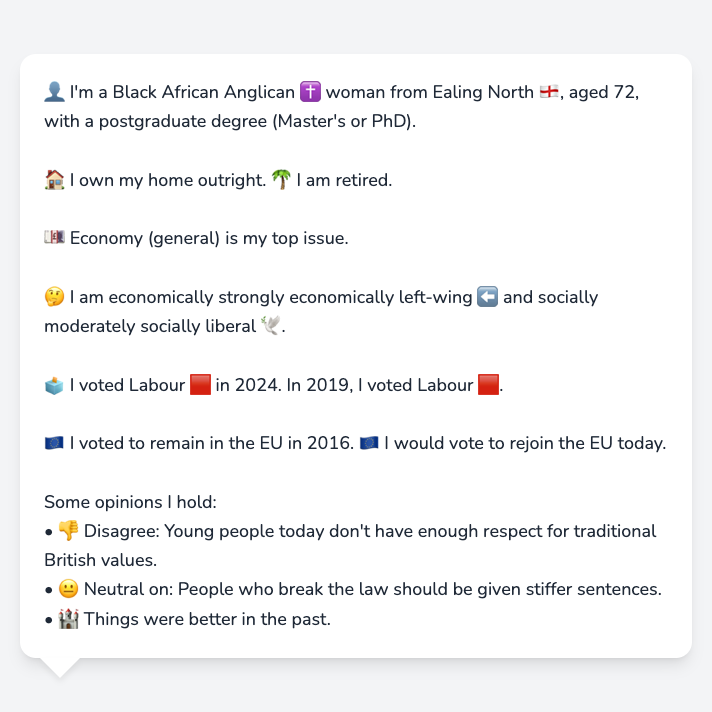 👤 I'm a Black African Anglican ✝️ woman from Ealing North 🏴󠁧󠁢󠁥󠁮󠁧󠁿, aged 72,
with a postgraduate degree (Master's or PhD).
🏠 I own my home outright. 🌴 I am retired.
💷 Economy (general) is my top issue.
🤔 I am economically strongly economically left-wing ⬅️ and socially
moderately socially liberal 🕊️.
🗳️ I voted Labour 🟥 in 2024. In 2019, I voted Labour 🟥.
🇪🇺 I voted to remain in the EU in 2016. 🇪🇺 I would vote to rejoin the EU today.
Some opinions I hold:
• 👎 Disagree: Young people today don't have enough respect for traditional
British values.
• 😐 Neutral on: People who break the law should be given stiffer sentences.
• 🏰 Things were better in the past.